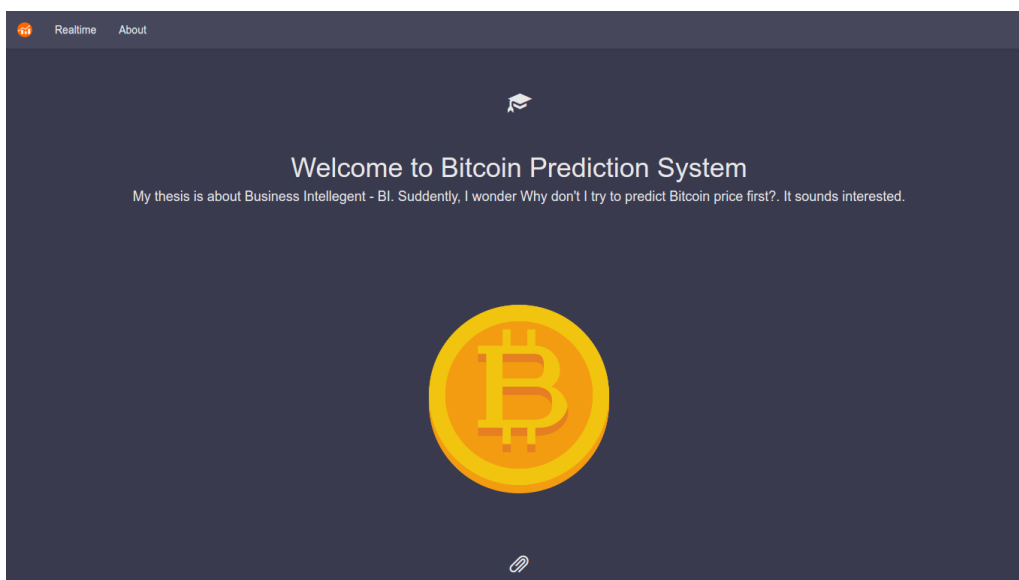 Realtime About
Welcome to Bitcoin Prediction System
My thesis is about Business Intellegent - BI. Suddently, I wonder Why don't I try to predict Bitcoin price first?. It sounds interested.